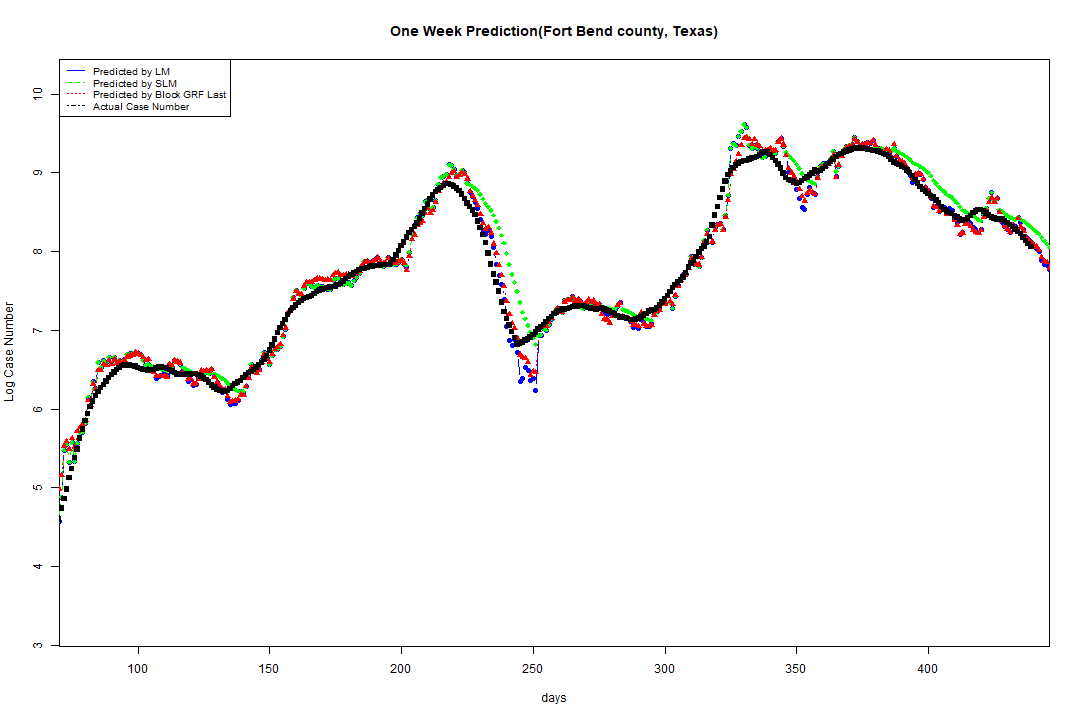 One Week Prediction(Fort Bend county, Texas)
Predicted by LM
Predicted by SLM
Predicted by Block GRF Last
Actual Case Number
10
9
8
7
6
5
4
3
Log Case Number
100 150 200 250 300 350 400
days